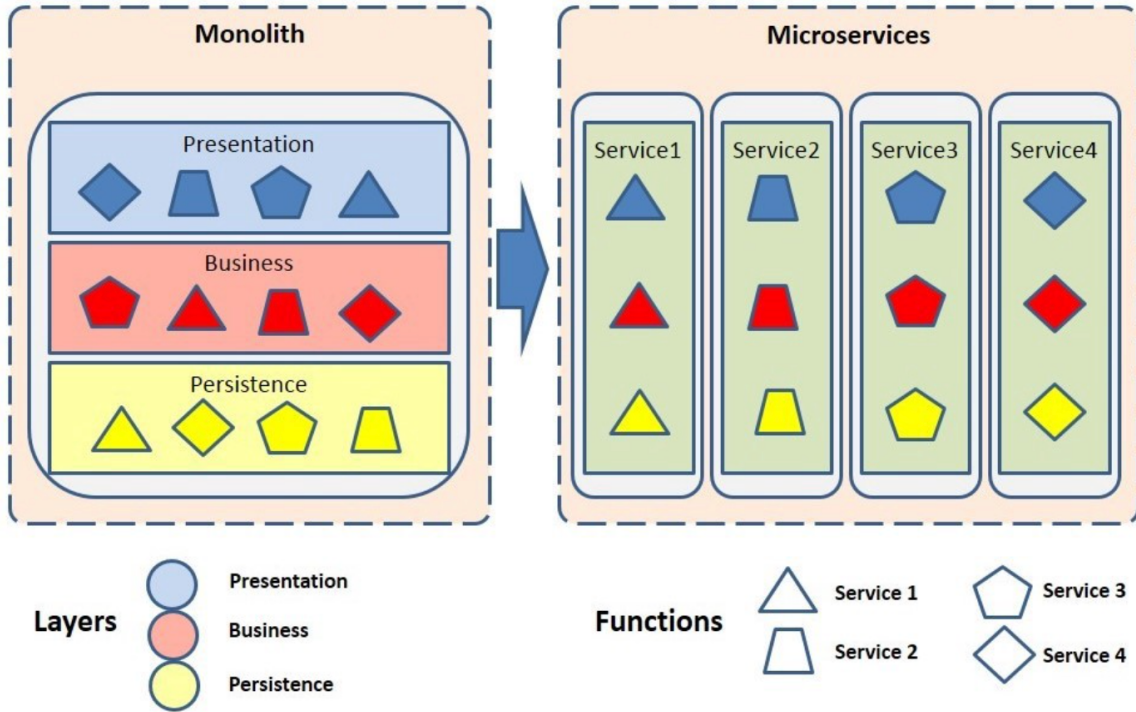 Monolith
Presentation
Business
Persistence
Microservices
Service1
Service2
Service3
Service4
Layers
Presentation
Business
Persistence
Functions
Service 1
Service 2
Service 3
Service 4